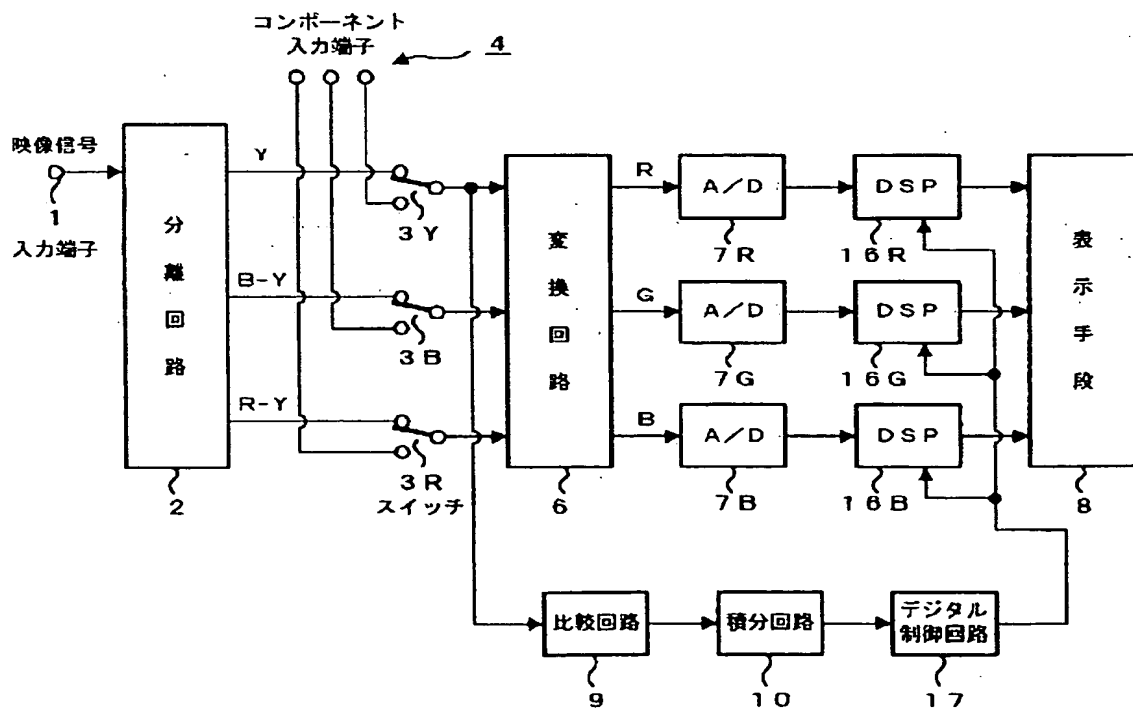 コンポーネント
入力端子
4
映像信号
1
入力端子
分離回路
2
Y
B-Y
R-Y
3Y
3B
3R
スイッチ
変換回路
6
R
G
B
A/D
7R
A/D
7G
A/D
7B
DSP
16R
DSP
16G
DSP
16B
表示手段
8
比較回路
9
積分回路
10
デジタル
制御回路
17